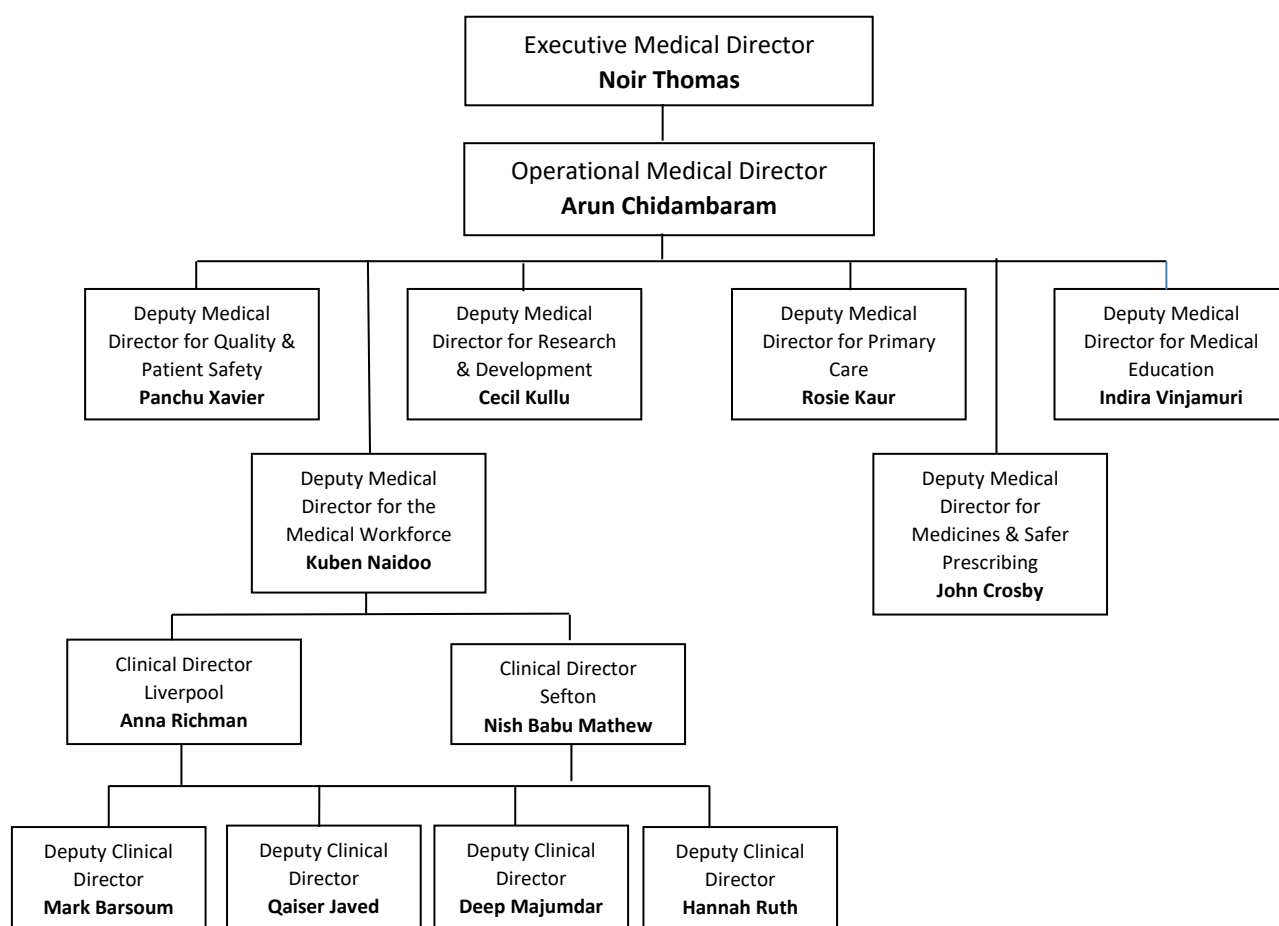 Executive Medical Director
Noir Thomas
Operational Medical Director
Arun Chidambaram
Deputy Medical
Director for Quality &
Patient Safety
Panchu Xavier
Deputy Medical
Director for Research
& Development
Cecil Kullu
Deputy Medical
Director for Primary
Care
Rosie Kaur
Deputy Medical
Director for Medical
Education
Indira Vinjamuri
Deputy Medical
Director for the
Medical Workforce
Kuben Naidoo
Deputy Medical
Director for
Medicines & Safer
Prescribing
John Crosby
Clinical Director
Liverpool
Anna Richman
Clinical Director
Sefton
Nish Babu Mathew
Deputy Clinical
Director
Mark Barsoum
Deputy Clinical
Director
Qaiser Javed
Deputy Clinical
Director
Deep Majumdar
Deputy Clinical
Director
Hannah Ruth